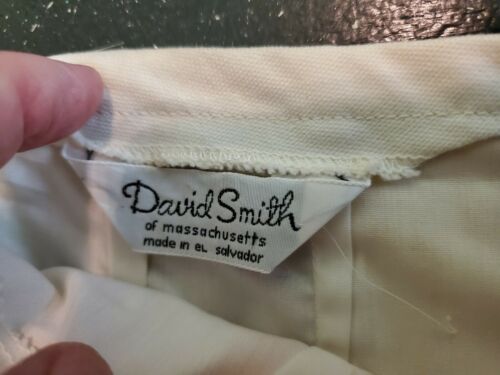 David Smith
of massachusetts
made in EL salvador